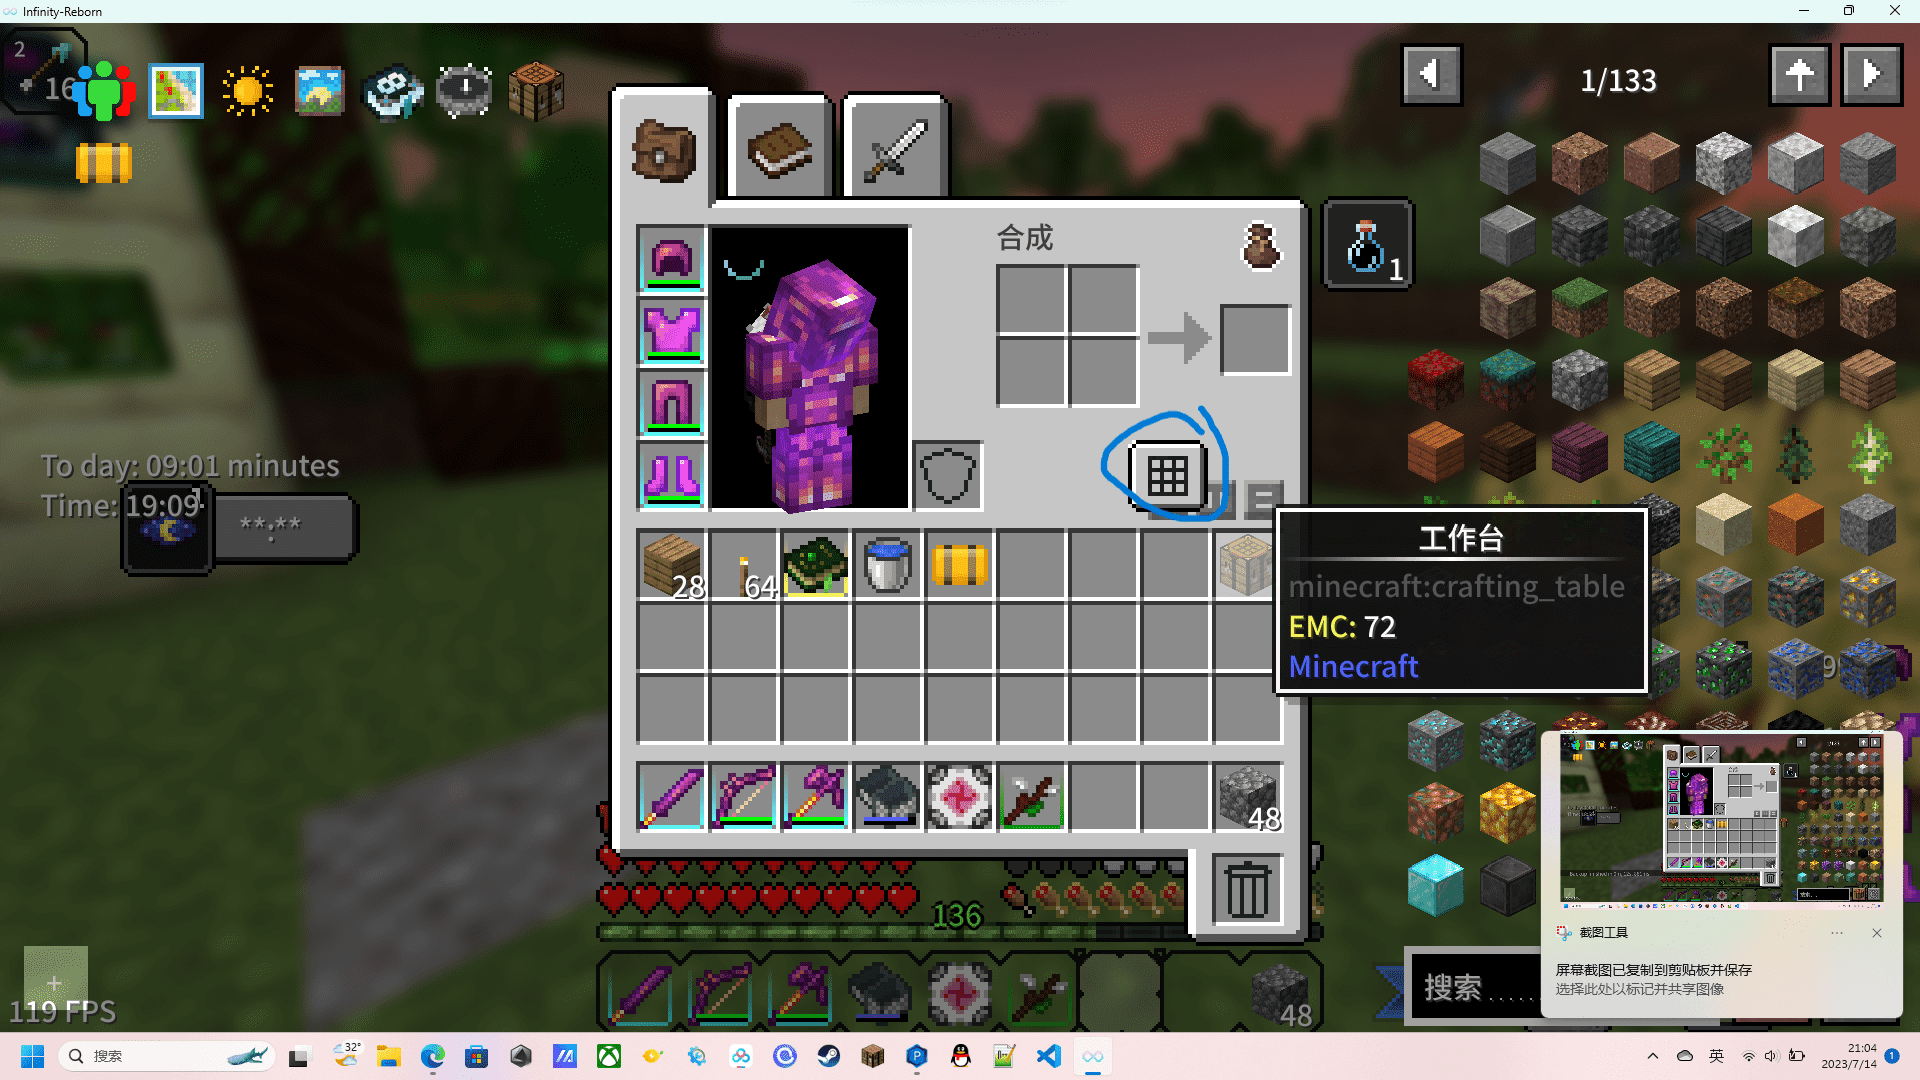 Infinity-Reborn
2
16
1/133
合成
1
To day: 09:01 minutes
Time: 19:09
**:**
28
64
工作台
minecraft:crafting_table
EMC: 72
Minecraft
48
136
48
搜索......
截图工具
屏幕截图已复制到剪贴板并保存
选择此处以标记并共享图像
119 FPS
搜索
32°
英
21:04
2023/7/14
1